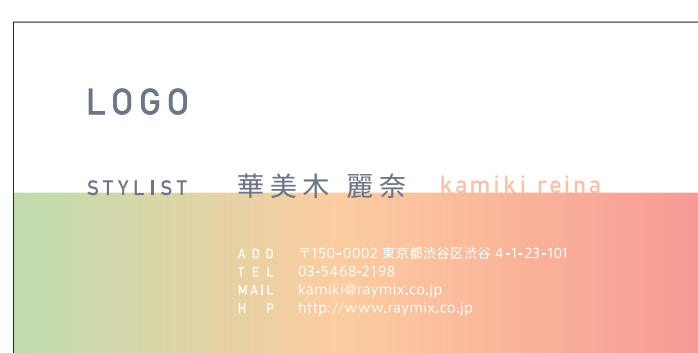 LOGO
STYLIST 華美木 麗奈 kamiki reina
ADD 〒150-0002 東京都渋谷区渋谷 4-1-23-101
TEL 03-5468-2198
MAIL kamiki@raymix.co.jp
H P http://www.raymix.co.jp